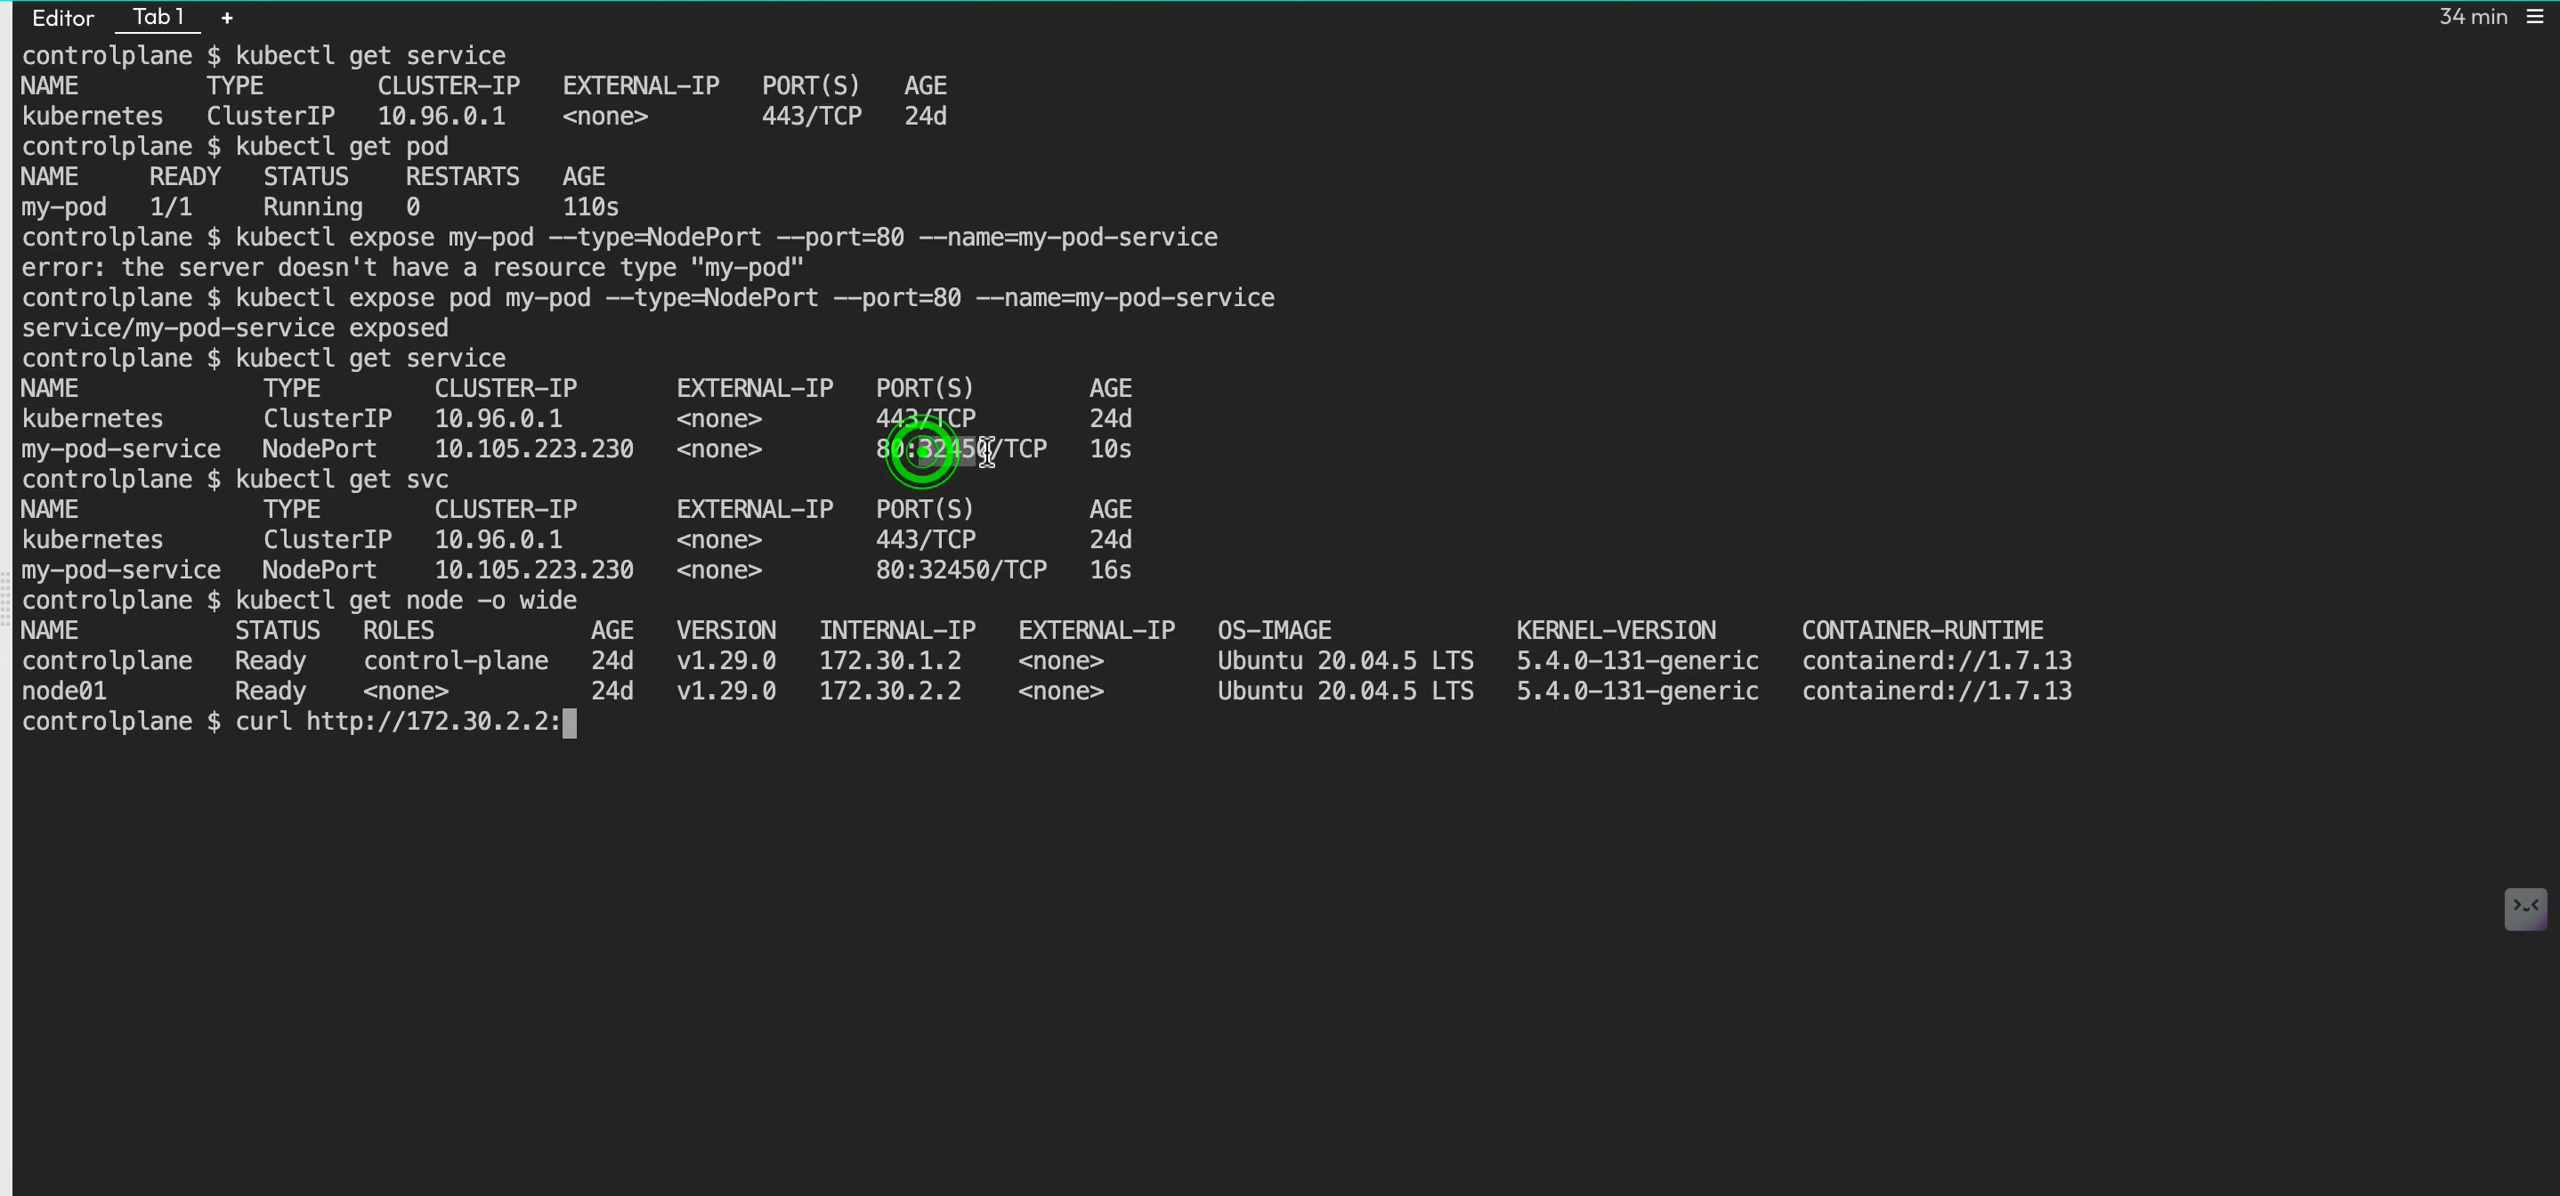 Editor Tab 1 + 34 min
controlplane $ kubectl get service
NAME TYPE CLUSTER-IP EXTERNAL-IP PORT(S) AGE
kubernetes ClusterIP 10.96.0.1 <none> 443/TCP 24d
controlplane $ kubectl get pod
NAME READY STATUS RESTARTS AGE
my-pod 1/1 Running 0 110s
controlplane $ kubectl expose my-pod --type=NodePort --port=80 --name=my-pod-service
error: the server doesn't have a resource type "my-pod"
controlplane $ kubectl expose pod my-pod --type=NodePort --port=80 --name=my-pod-service
service/my-pod-service exposed
controlplane $ kubectl get service
NAME TYPE CLUSTER-IP EXTERNAL-IP PORT(S) AGE
kubernetes ClusterIP 10.96.0.1 <none> 443/TCP 24d
my-pod-service NodePort 10.105.223.230 <none> 80:32450/TCP 10s
controlplane $ kubectl get svc
NAME TYPE CLUSTER-IP EXTERNAL-IP PORT(S) AGE
kubernetes ClusterIP 10.96.0.1 <none> 443/TCP 24d
my-pod-service NodePort 10.105.223.230 <none> 80:32450/TCP 16s
controlplane $ kubectl get node -o wide
NAME STATUS ROLES AGE VERSION INTERNAL-IP EXTERNAL-IP OS-IMAGE KERNEL-VERSION CONTAINER-RUNTIME
controlplane Ready control-plane 24d v1.29.0 172.30.1.2 <none> Ubuntu 20.04.5 LTS 5.4.0-131-generic containerd://1.7.13
node01 Ready <none> 24d v1.29.0 172.30.2.2 <none> Ubuntu 20.04.5 LTS 5.4.0-131-generic containerd://1.7.13
controlplane $ curl http://172.30.2.2: